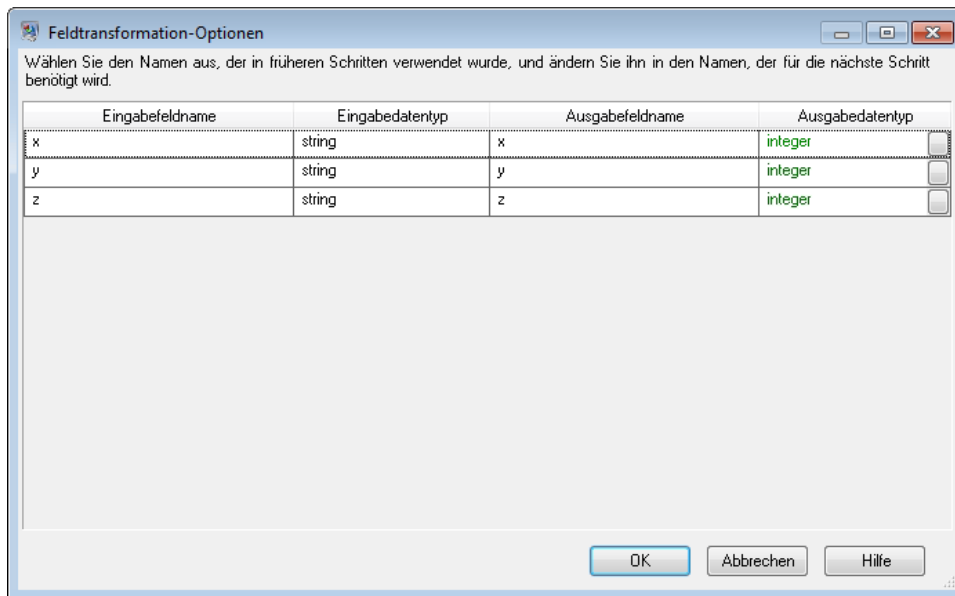 Feldtransformation-Optionen
Wählen Sie den Namen aus, der in früheren Schritten verwendet wurde, und ändern Sie ihn in den Namen, der für die nächste Schritt
benötigt wird.
Eingabefeldname Eingabedatentyp Ausgabefeldname Ausgabedatentyp
x string x integer
y string y integer
z string z integer
OK Abbrechen Hilfe